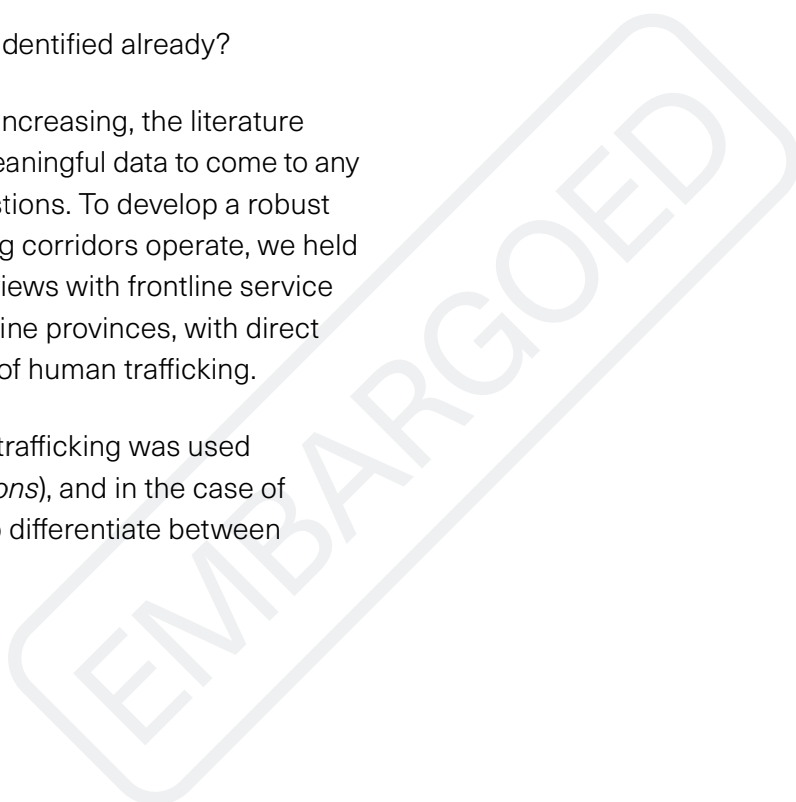 dentified already?
ncreasing, the literature
eaningful data to come to any
stions. To develop a robust
g corridors operate, we held
iews with frontline service
ine provinces, with direct
of human trafficking.
trafficking was used
ons), and in the case of
differentiate between
EMBARGOED